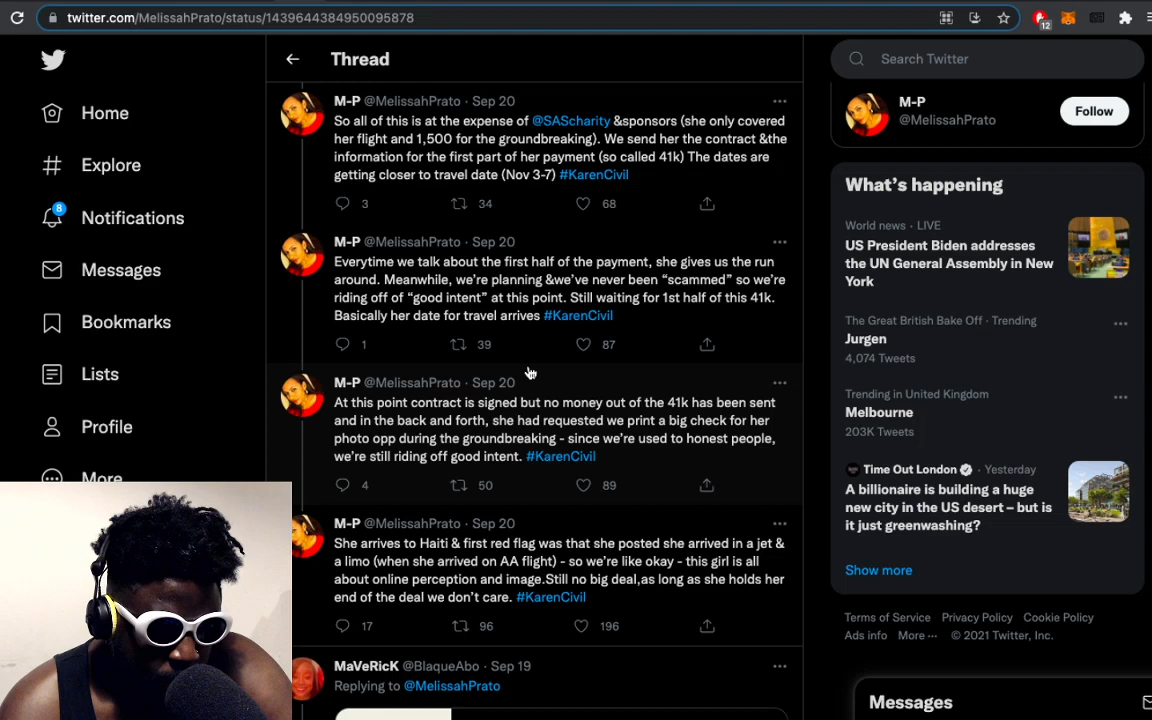 twitter.com/MelissahPrato/status/1439644384950095878
12
Home
Explore
8
Notifications
Messages
Bookmarks
Lists
Profile
More
Thread
M-P @MelissahPrato · Sep 20
So all of this is at the expense of @SAScharity &sponsors (she only covered
her flight and 1,500 for the groundbreaking). We send her the contract &the
information for the first part of her payment (so called 41k) The dates are
getting closer to travel date (Nov 3-7) #KarenCivil
3 34 68
M-P @MelissahPrato · Sep 20
Everytime we talk about the first half of the payment, she gives us the run
around. Meanwhile, we're planning &we've never been “scammed” so we're
riding off of “good intent” at this point. Still waiting for 1st half of this 41k.
Basically her date for travel arrives #KarenCivil
1 39 87
M-P @MelissahPrato · Sep 20
At this point contract is signed but no money out of the 41k has been sent
and in the back and forth, she had requested we print a big check for her
photo opp during the groundbreaking - since we're used to honest people,
we're still riding off good intent. #KarenCivil
4 50 89
M-P @MelissahPrato · Sep 20
She arrives to Haiti & first red flag was that she posted she arrived in a jet &
a limo (when she arrived on AA flight) - so we're like okay - this girl is all
about online perception and image.Still no big deal,as long as she holds her
end of the deal we don't care. #KarenCivil
17 96 196
MaVeRicK @BlaqueAbo · Sep 19
Replying to @MelissahPrato
Search Twitter
M-P
@MelissahPrato
Follow
What's happening
World news · LIVE
US President Biden addresses
the UN General Assembly in New
York
The Great British Bake Off · Trending
Jurgen
4,074 Tweets
Trending in United Kingdom
Melbourne
203K Tweets
Time Out London · Yesterday
A billionaire is building a huge
new city in the US desert – but is
it just greenwashing?
Show more
Terms of Service Privacy Policy Cookie Policy
Ads info More ··· © 2021 Twitter, Inc.
Messages